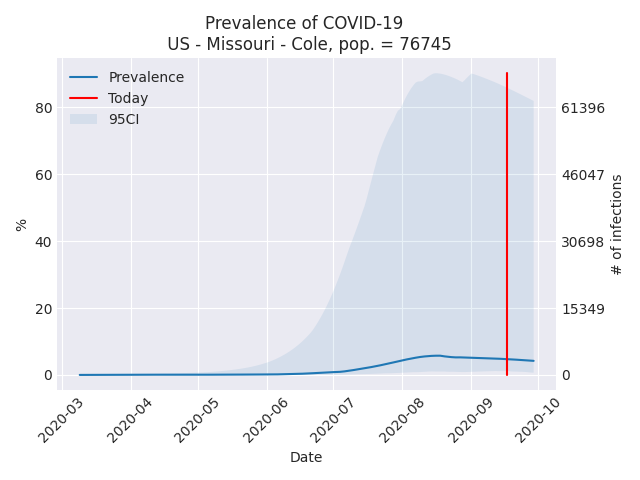 Prevalence of COVID-19
US - Missouri - Cole, pop. = 76745
Prevalence
Today
95CI
%
80
60
40
20
0
61396
46047
30698
15349
0
# of infections
2020-03
2020-04
2020-05
2020-06
2020-07
2020-08
2020-09
2020-10
Date